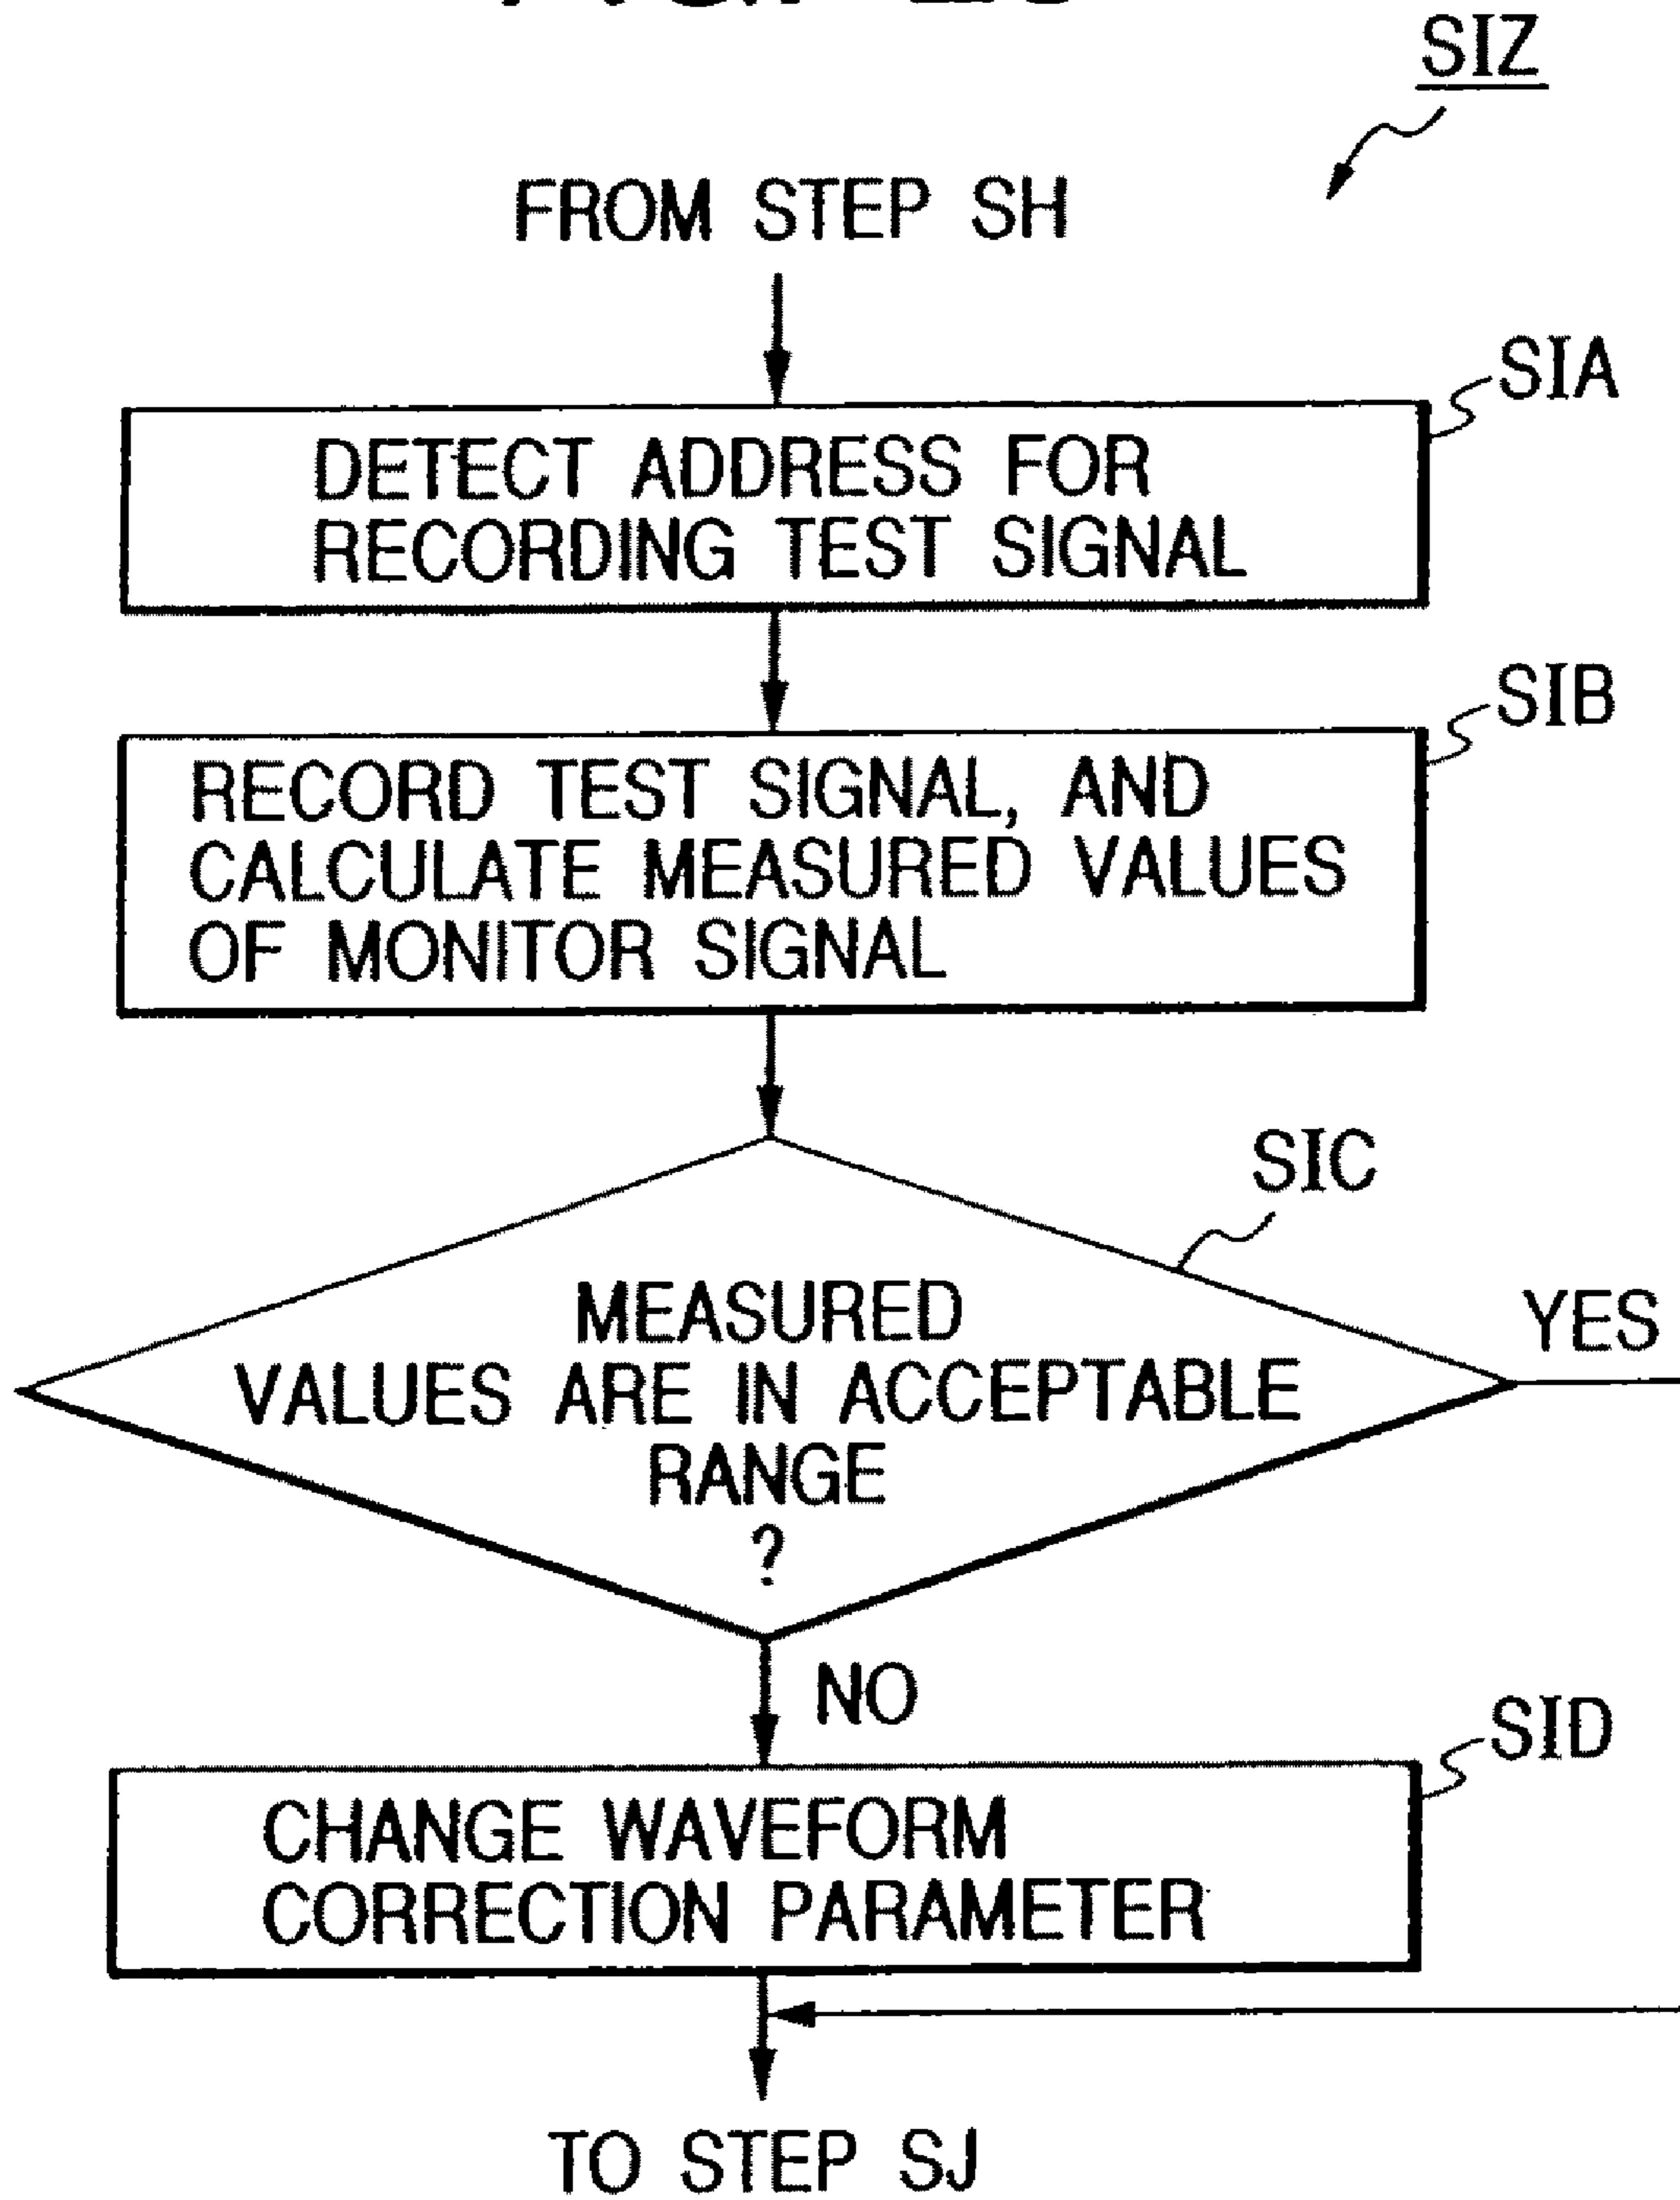 SIZ
FROM STEP SH
SIA
DETECT ADDRESS FOR
RECORDING TEST SIGNAL
SIB
RECORD TEST SIGNAL, AND
CALCULATE MEASURED VALUES
OF MONITOR SIGNAL
SIC
MEASURED
VALUES ARE IN ACCEPTABLE
RANGE
?
YES
NO
SID
CHANGE WAVEFORM
CORRECTION PARAMETER
TO STEP SJ